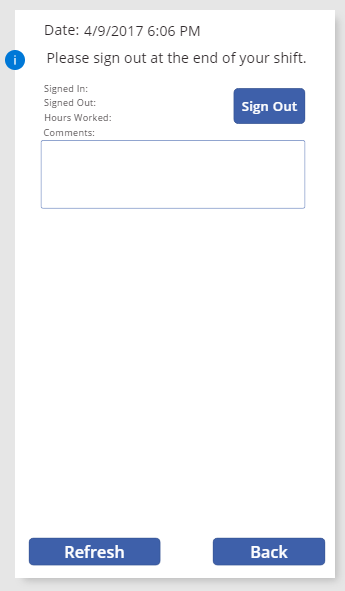 Date: 4/9/2017 6:06 PM
i Please sign out at the end of your shift.
Signed In:
Signed Out:
Sign Out
Hours Worked:
Comments:
Refresh Back